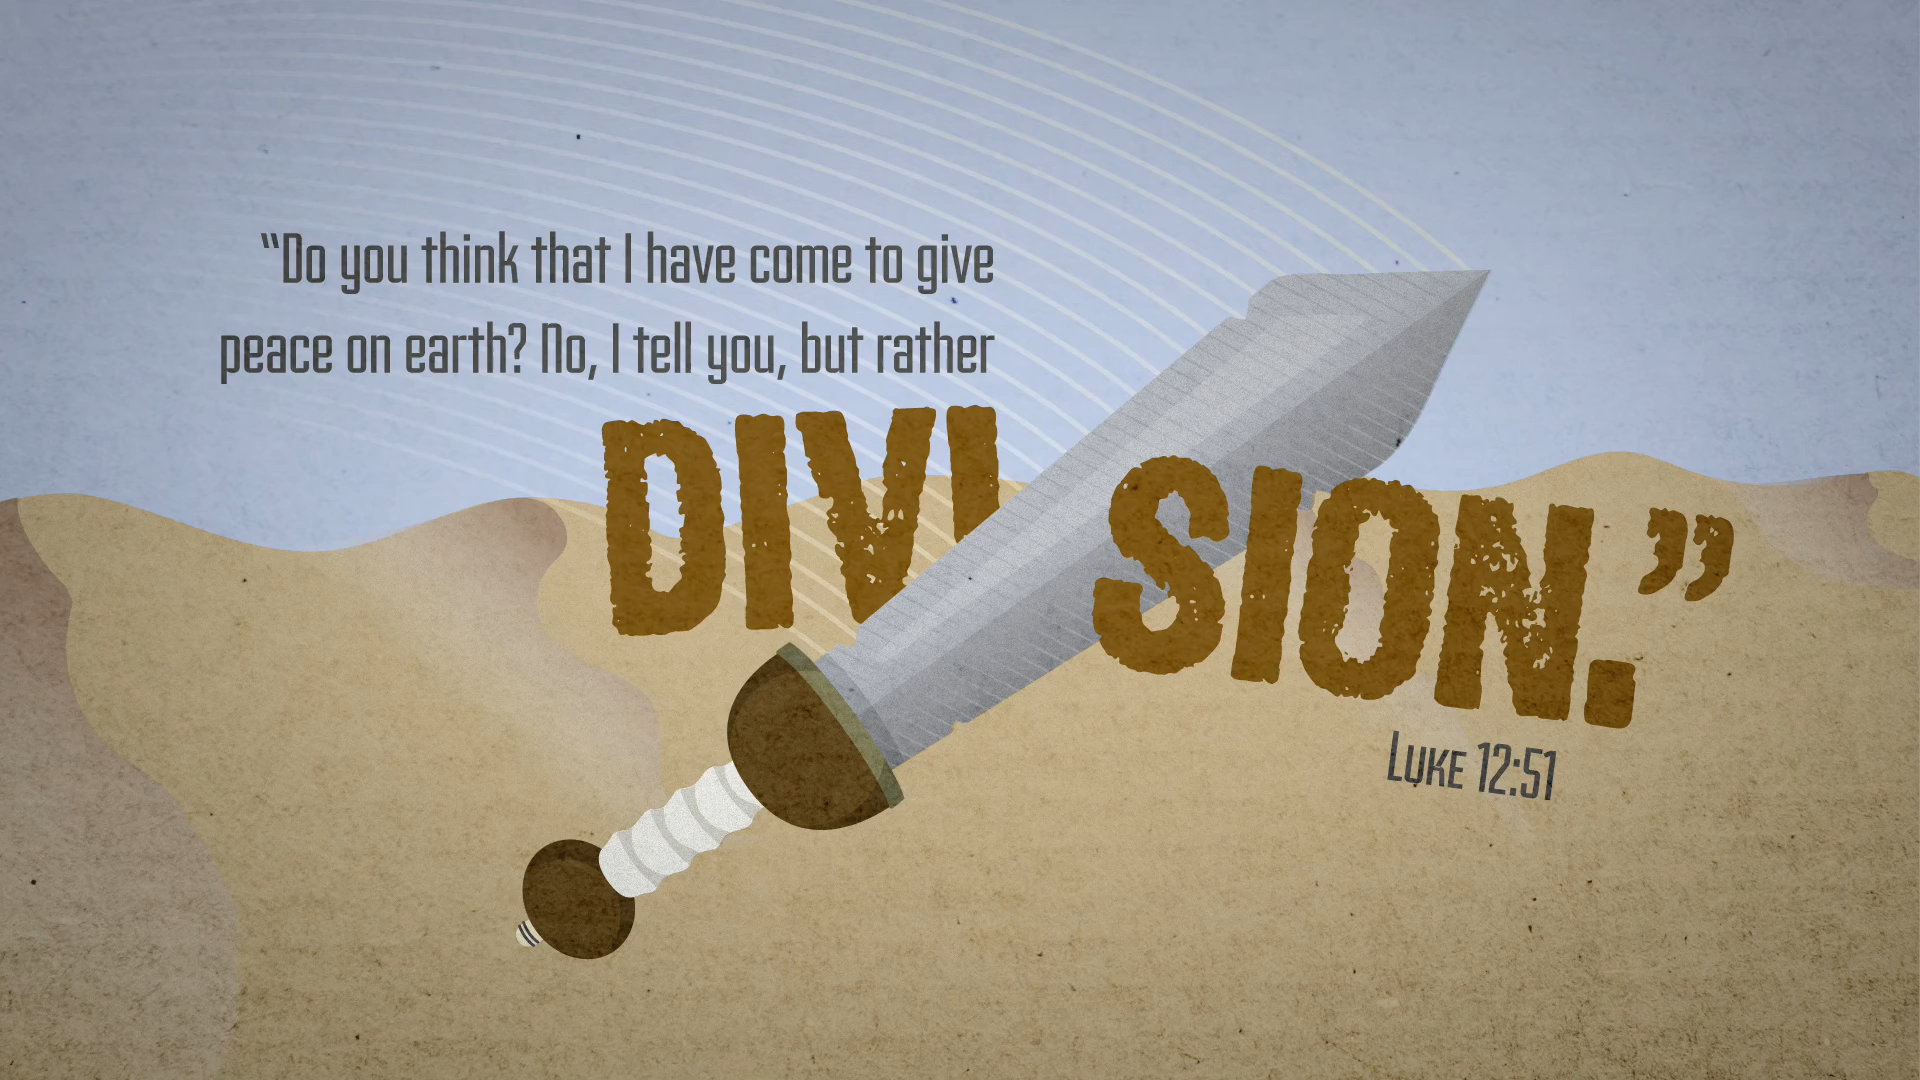 “Do you think that I have come to give
peace on earth? No, I tell you, but rather
DIVISION.”
Luke 12:51